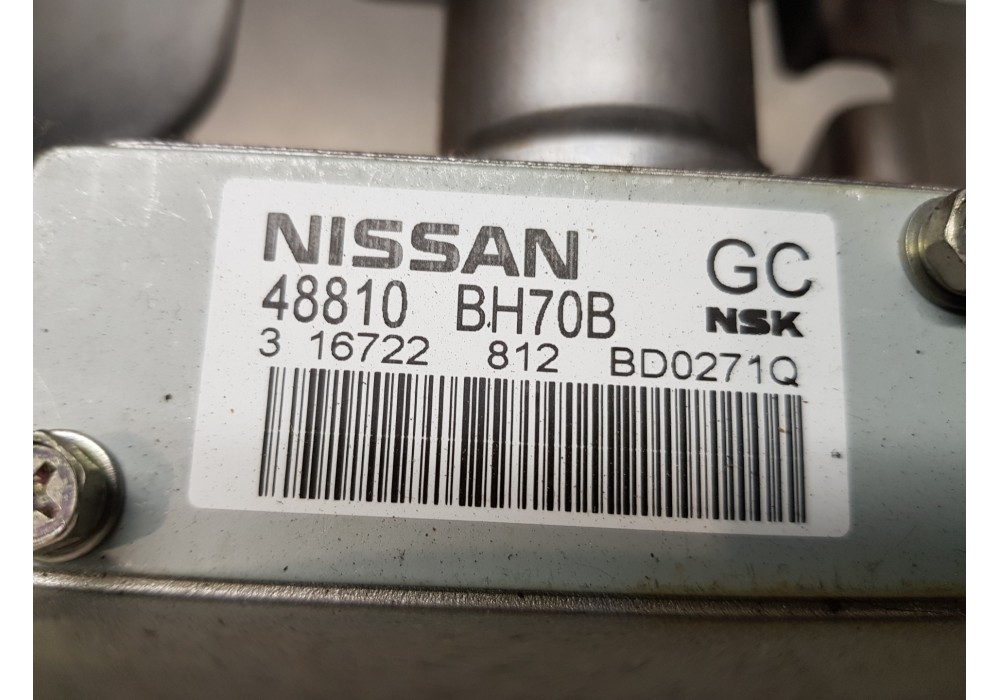 NISSAN GC
48810 BH70B NSK
3 16722 812 BD0271Q